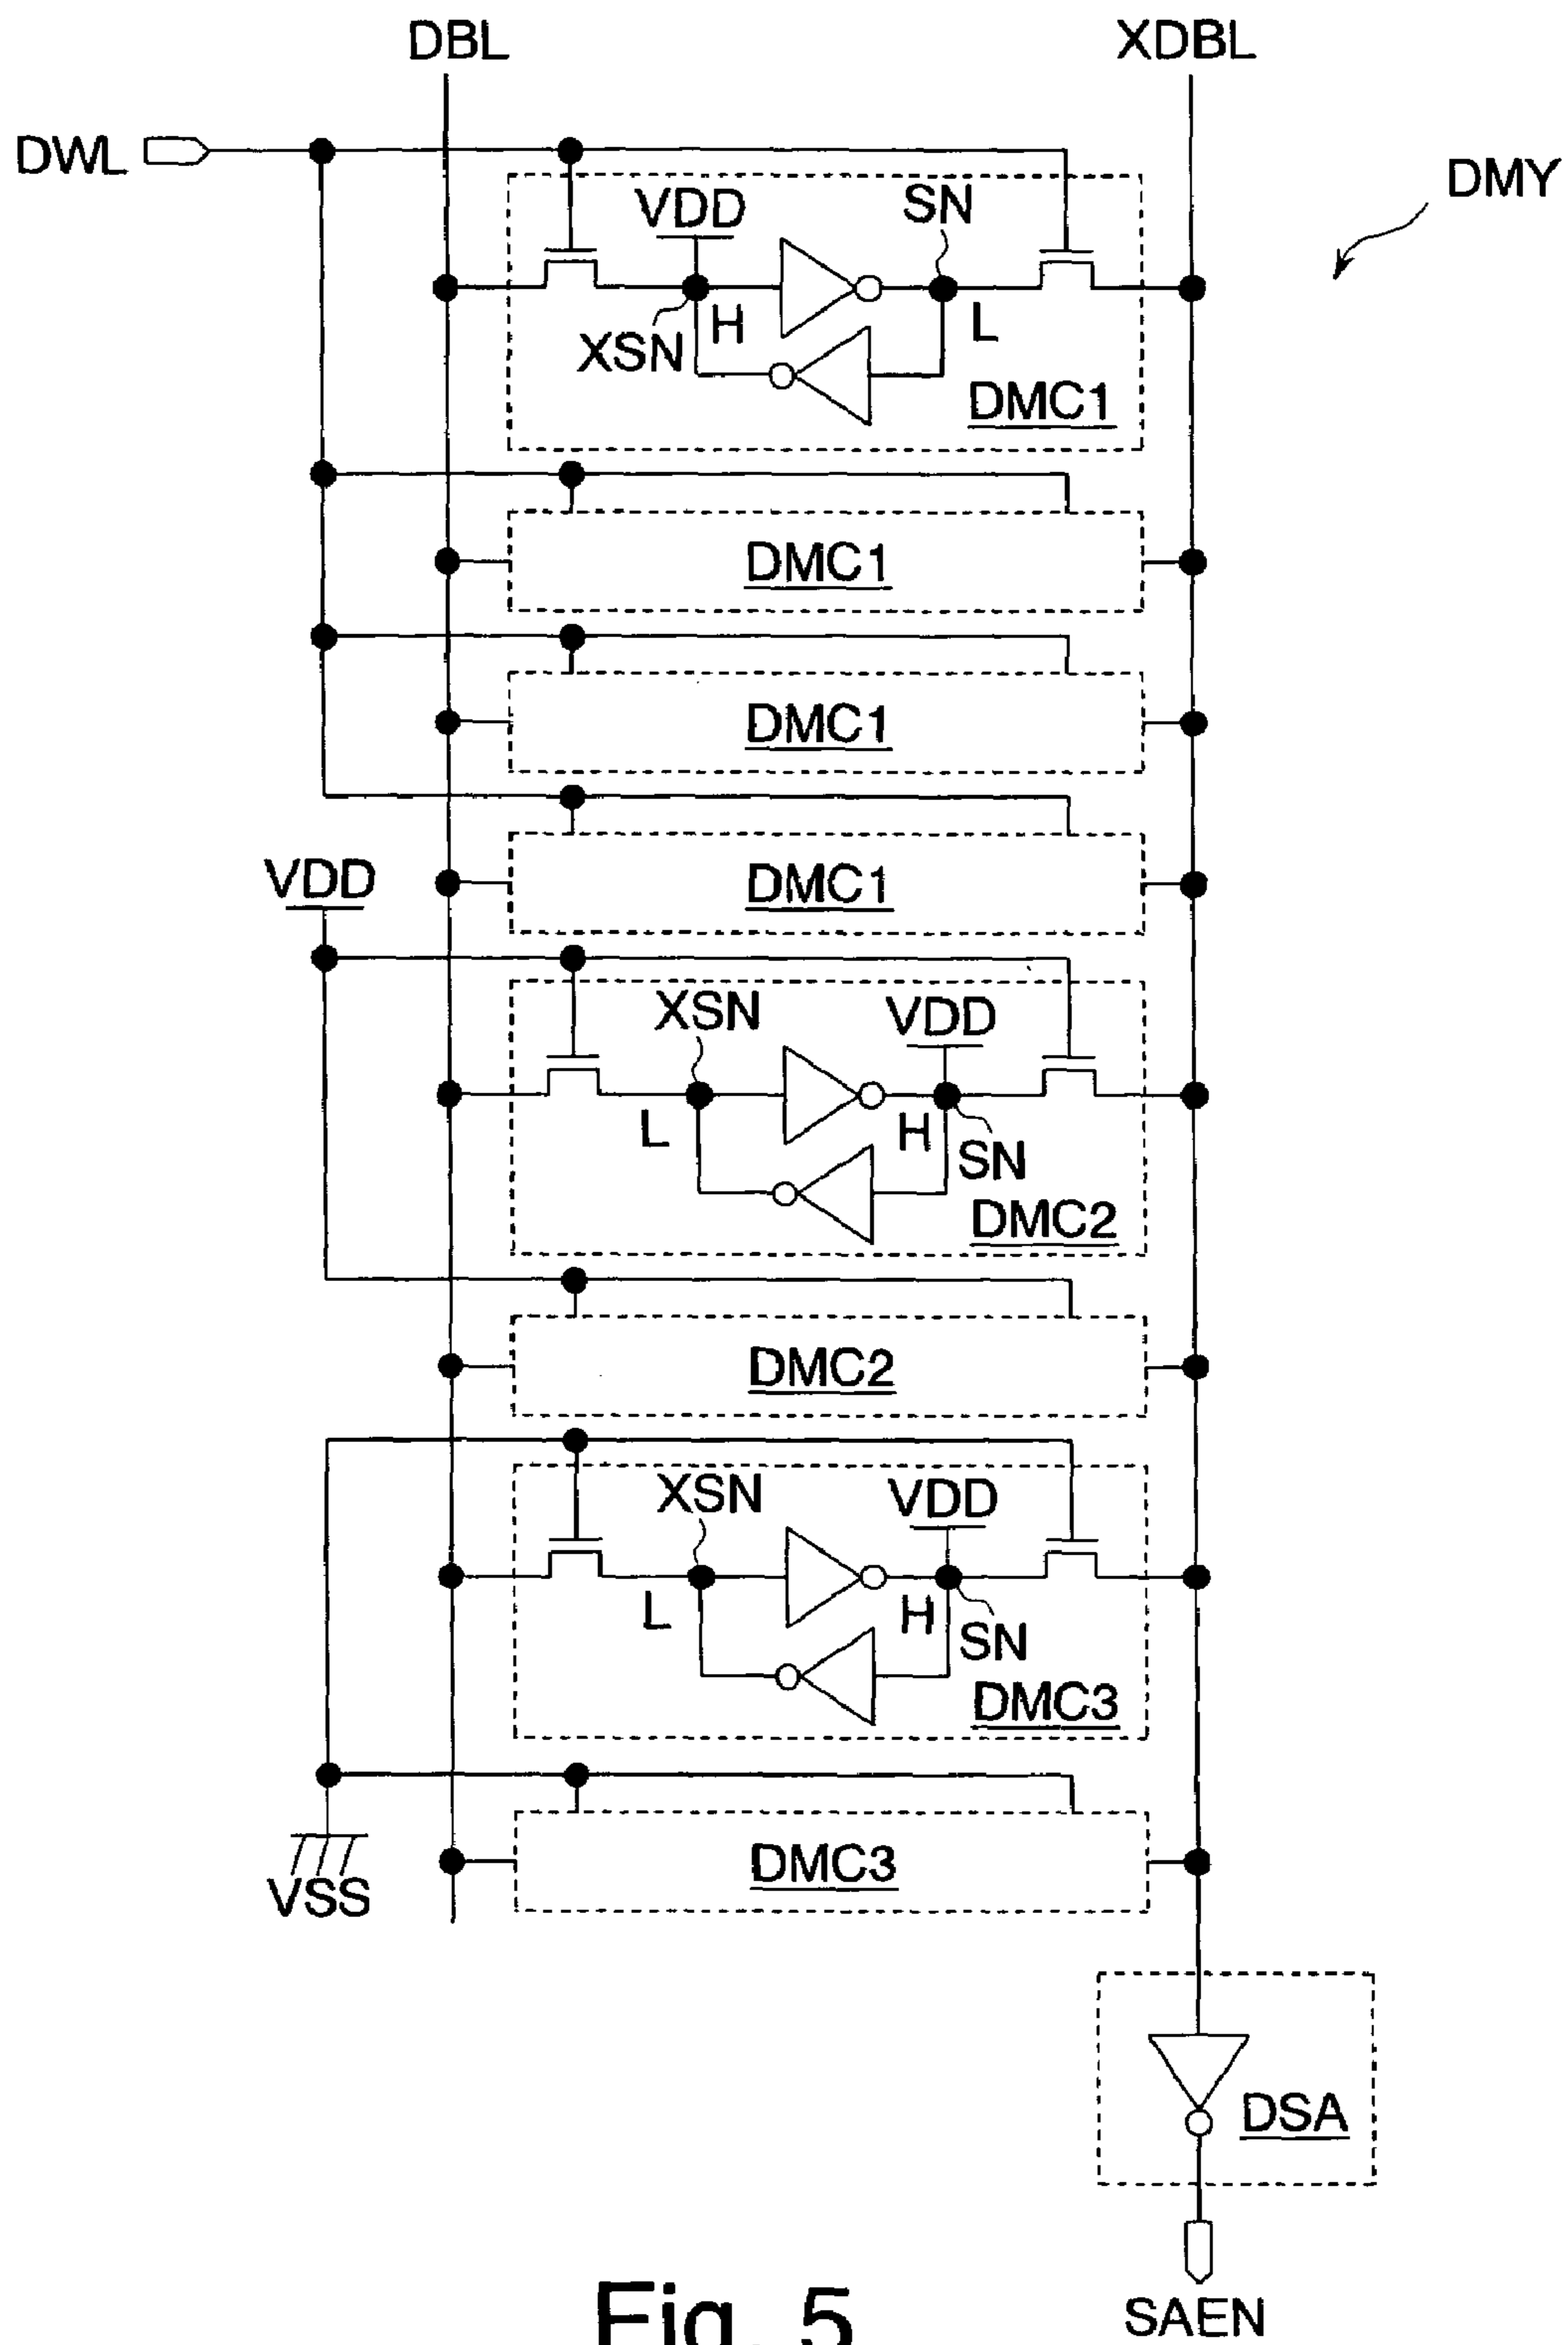 DBL
XDBL
DWL
DMY
VDD
SN
XSN
H
L
DMC1
DMC1
DMC1
DMC1
VDD
XSN
VDD
L
H
SN
DMC2
DMC2
XSN
VDD
L
H
SN
DMC3
DMC3
VSS
DSA
SAEN
Fig. 5